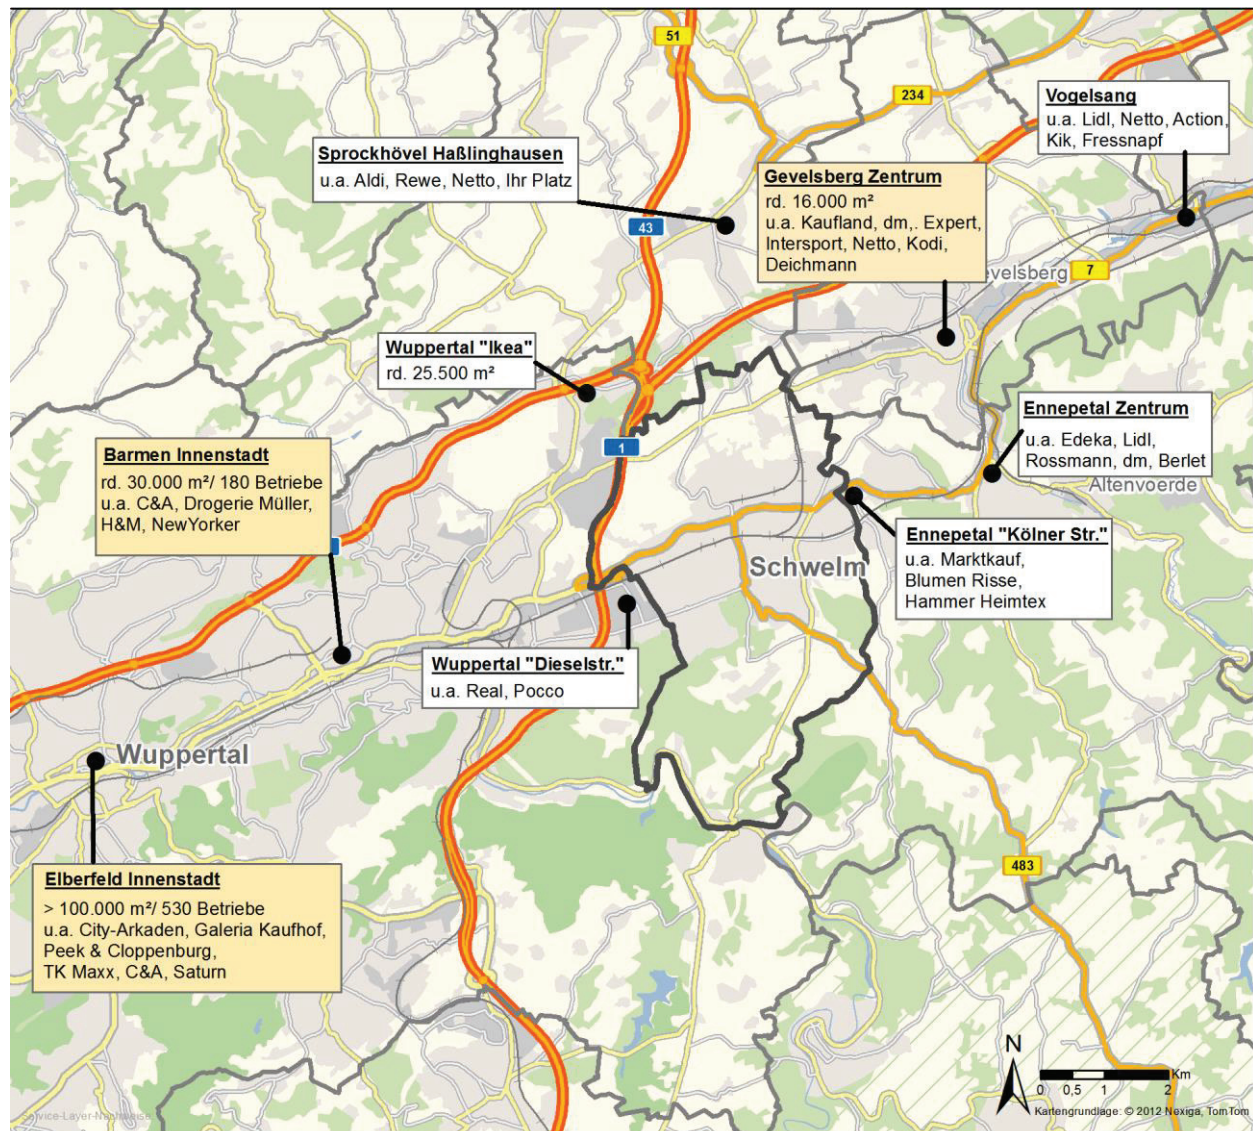 51
234
Vogelsang
u.a. Lidl, Netto, Action,
Kik, Fressnapf
Sprockhövel Haßlinghausen
u.a. Aldi, Rewe, Netto, Ihr Platz
Gevelsberg Zentrum
rd. 16.000 m²
u.a. Kaufland, dm,. Expert,
Intersport, Netto, Kodi,
Deichmann
43
evelsberg
7
Wuppertal "Ikea"
rd. 25.500 m²
Ennepetal Zentrum
u.a. Edeka, Lidl,
Rossmann, dm, Berlet
Altenvoerde
1
Barmen Innenstadt
rd. 30.000 m²/ 180 Betriebe
u.a. C&A, Drogerie Müller,
H&M, NewYorker
Ennepetal "Kölner Str."
u.a. Marktkauf,
Blumen Risse,
Hammer Heimtex
Schwelm
Wuppertal "Dieselstr."
u.a. Real, Pocco
Wuppertal
Elberfeld Innenstadt
> 100.000 m²/ 530 Betriebe
u.a. City-Arkaden, Galeria Kaufhof,
Peek & Cloppenburg,
TK Maxx, C&A, Saturn
483
N
Km
0 0,5 1 2
Kartengrundlage: © 2012 Nexiga, TomTom